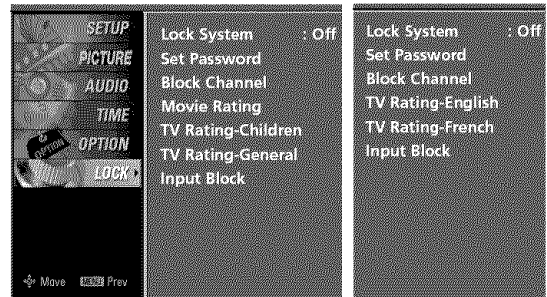 SETUP
PICTURE
AUDIO
TIME
OPTION
OPTION
LOCK
Move MENU Prev
Lock System : Off
Set Password
Block Channel
Movie Rating
TV Rating-Children
TV Rating-General
Input Block
Lock System : Off
Set Password
Block Channel
TV Rating-English
TV Rating-French
Input Block